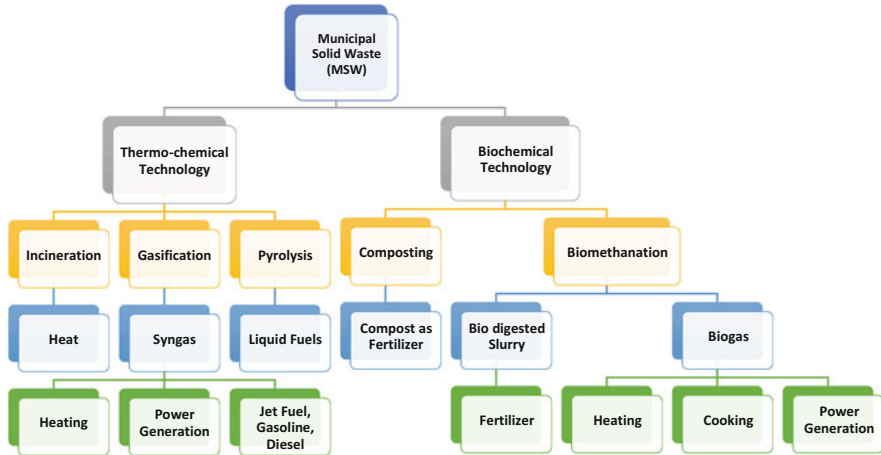 Municipal
Solid Waste
(MSW)
Thermo-chemical
Technology
Biochemical
Technology
Incineration
Gasification
Pyrolysis
Composting
Biomethanation
Heat
Syngas
Liquid Fuels
Compost as
Fertilizer
Bio digested
Slurry
Biogas
Heating
Power
Generation
Jet Fuel,
Gasoline,
Diesel
Fertilizer
Heating
Cooking
Power
Generation